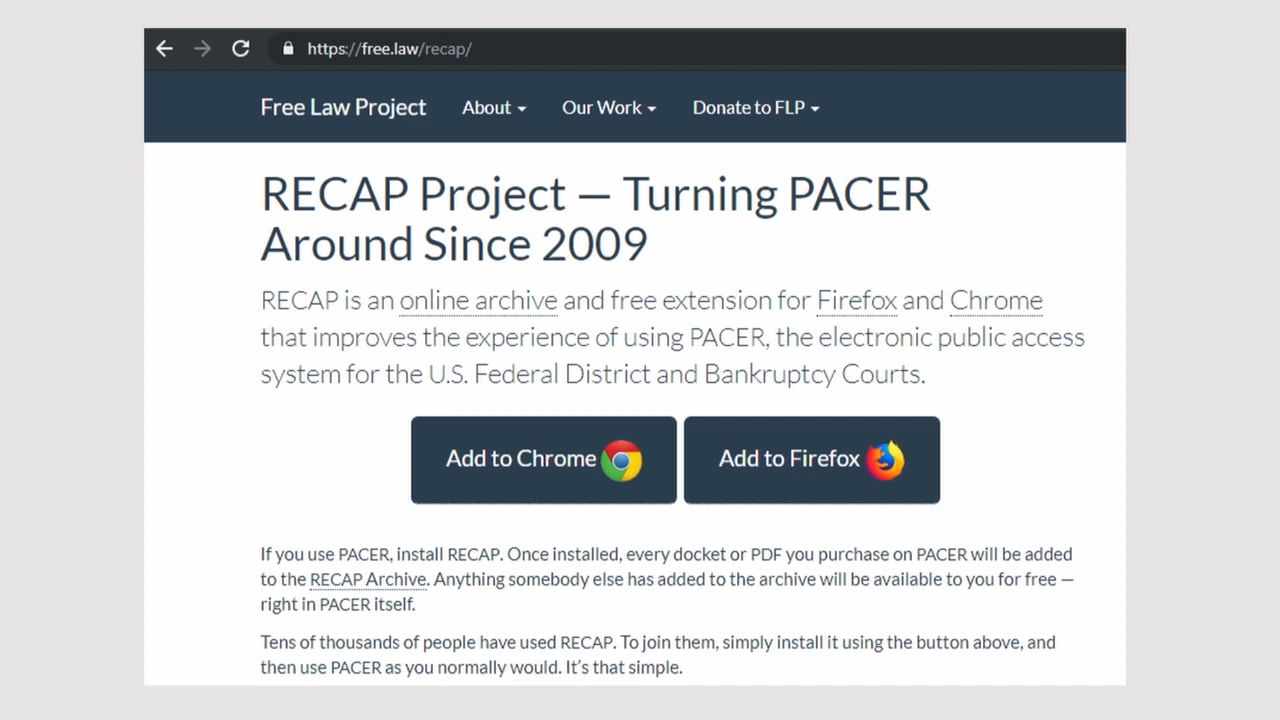 https://free.law/recap/
Free Law Project About Our Work Donate to FLP
RECAP Project — Turning PACER
Around Since 2009
RECAP is an online archive and free extension for Firefox and Chrome
that improves the experience of using PACER, the electronic public access
system for the U.S. Federal District and Bankruptcy Courts.
Add to Chrome Add to Firefox
If you use PACER, install RECAP. Once installed, every docket or PDF you purchase on PACER will be added
to the RECAP Archive. Anything somebody else has added to the archive will be available to you for free —
right in PACER itself.
Tens of thousands of people have used RECAP. To join them, simply install it using the button above, and
then use PACER as you normally would. It’s that simple.